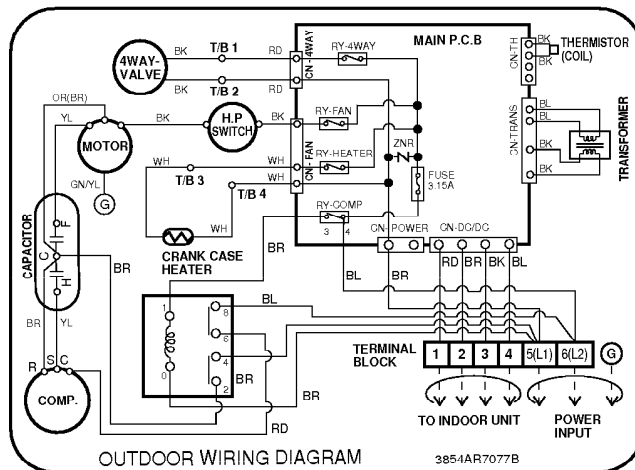 4WAY-
VALVE
BK
T/B 1
RD
BK
T/B 2
RD
CN-4WAY
RY-4WAY
MAIN P.C.B
CN-TH
BK
BK
THERMISTOR
(COIL)
OR(BR)
YL
MOTOR
BK
H.P
SWITCH
BK
RY-FAN
CN-FAN
ZNR
RY-HEATER
FUSE
3.15A
CN-TRANS
BL
BL
BK
BK
TRANSFORMER
GN/YL
G
WH
T/B 3
WH
T/B 4
WH
WH
CRANK CASE
HEATER
RY-COMP
3 4
CN-POWER
CN-DC/DC
CAPACITOR
F
C
H
BR
BR
BL
BR
RD
BR
BK
BL
BL
1
0
8
6
4
2
BR
BR
YL
R
S
C
COMP.
BR
RD
TERMINAL
BLOCK
1
2
3
4
5(L1)
6(L2)
G
TO INDOOR UNIT
POWER
INPUT
OUTDOOR WIRING DIAGRAM
3854AR7077B